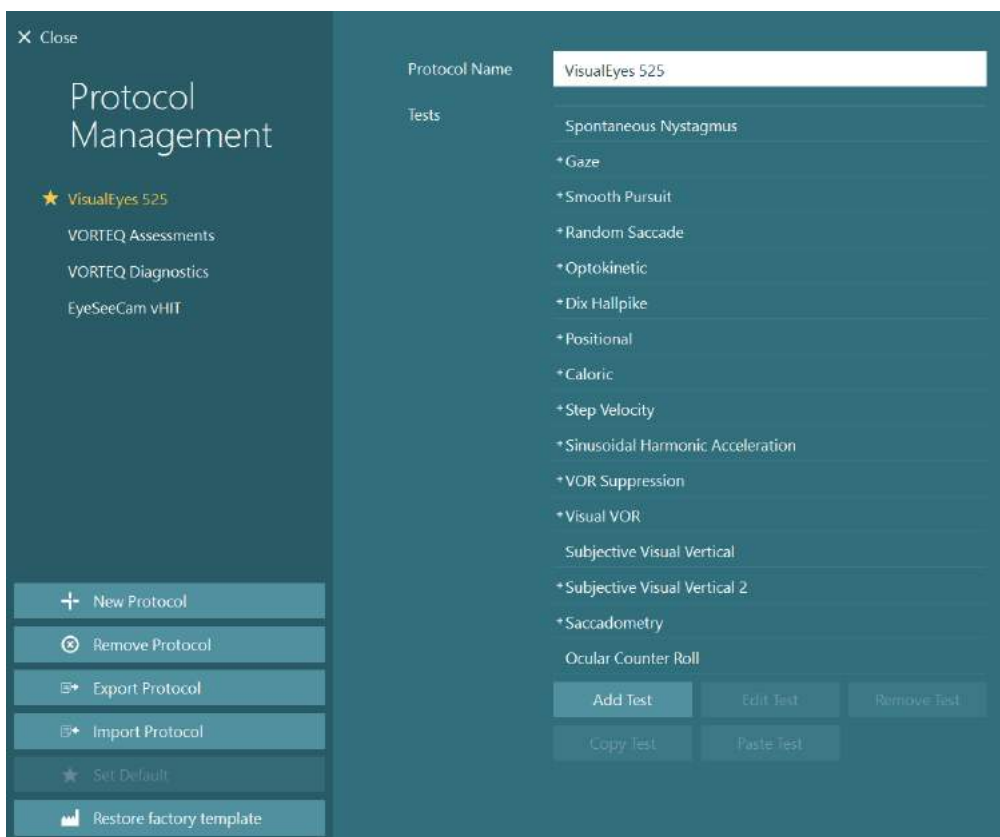 Close
Protocol
Management
VisualEyes 525
VORTEQ Assessments
VORTEQ Diagnostics
EyeSeeCam vHIT
New Protocol
Remove Protocol
Export Protocol
Import Protocol
Set Default
Restore factory template
Protocol Name
VisualEyes 525
Tests
Spontaneous Nystagmus
+Gaze
+Smooth Pursuit
+Random Saccade
+Optokinetic
+Dix Hallpike
+Positional
+Caloric
+Step Velocity
+Sinusoidal Harmonic Acceleration
+VOR Suppression
+Visual VOR
Subjective Visual Vertical
+Subjective Visual Vertical 2
+Saccadometry
Ocular Counter Roll
Add Test Edit Test Remove Test
Copy Test Paste Test